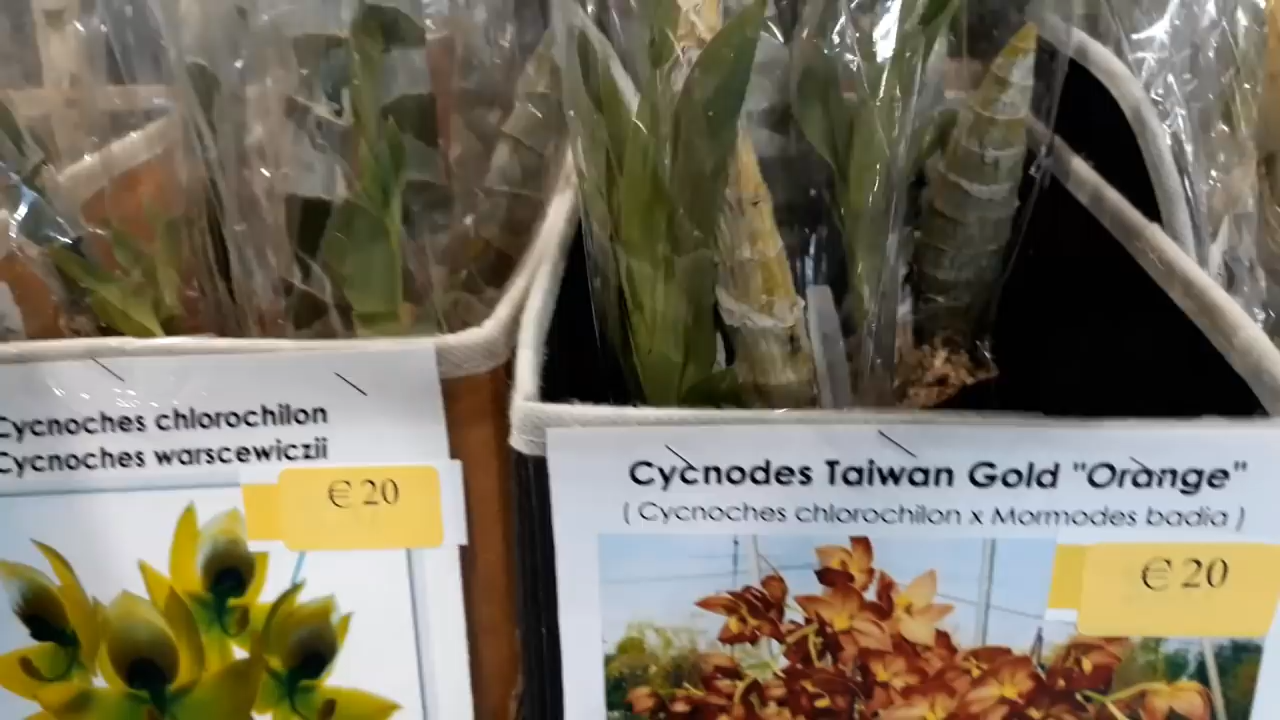 Cycnoches chlorochilon
Cycnoches warscewiczii
€ 20
Cycnodes Taiwan Gold "Orange"
( Cycnoches chlorochilon x Mormodes badia )
€ 20